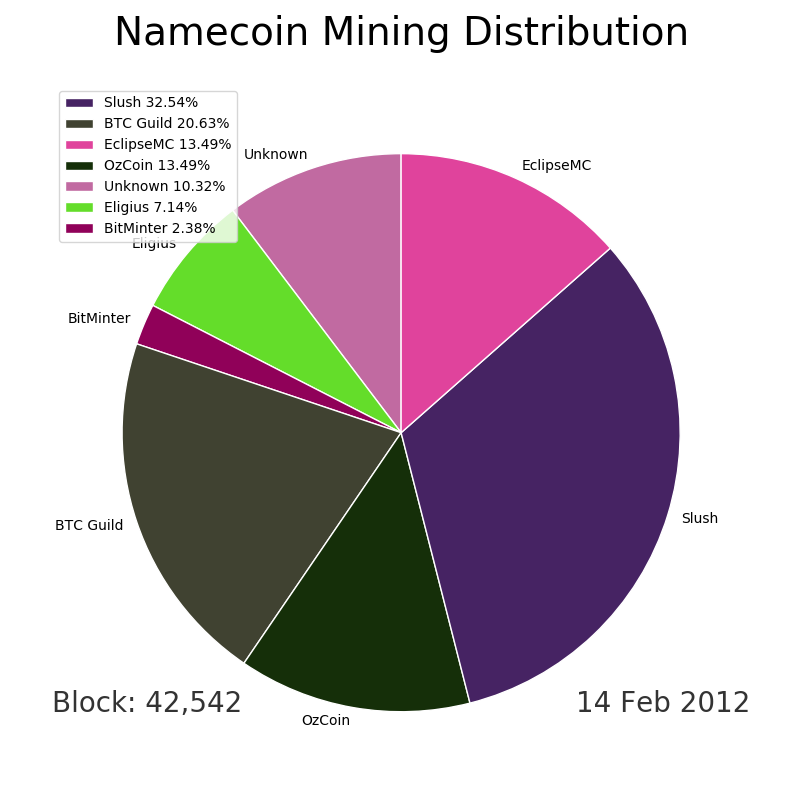 Namecoin Mining Distribution
Slush 32.54%
BTC Guild 20.63%
EclipseMC 13.49%
OzCoin 13.49%
Unknown 10.32%
Eligius 7.14%
BitMinter 2.38%
Unknown
EclipseMC
Eligius
BitMinter
Slush
BTC Guild
OzCoin
Block: 42,542
14 Feb 2012